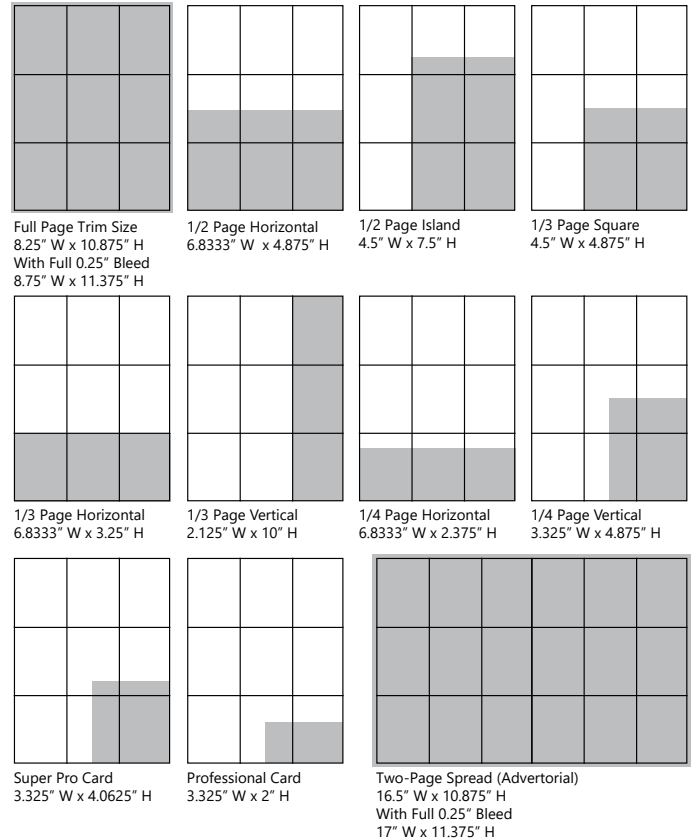 Full Page Trim Size
8.25” W x 10.875” H
With Full 0.25” Bleed
8.75” W x 11.375” H
1/2 Page Horizontal
6.8333” W  x 4.875” H
1/2 Page Island
4.5” W x 7.5” H
1/3 Page Square
4.5” W x 4.875” H
1/3 Page Horizontal
6.8333” W x 3.25” H
1/3 Page Vertical
2.125” W x 10” H
1/4 Page Horizontal
6.8333” W x 2.375” H
1/4 Page Vertical
3.325” W x 4.875” H
Super Pro Card
3.325” W x 4.0625” H
Professional Card
3.325” W x 2” H
Two-Page Spread (Advertorial)
16.5” W x 10.875” H
With Full 0.25” Bleed
17” W x 11.375” H